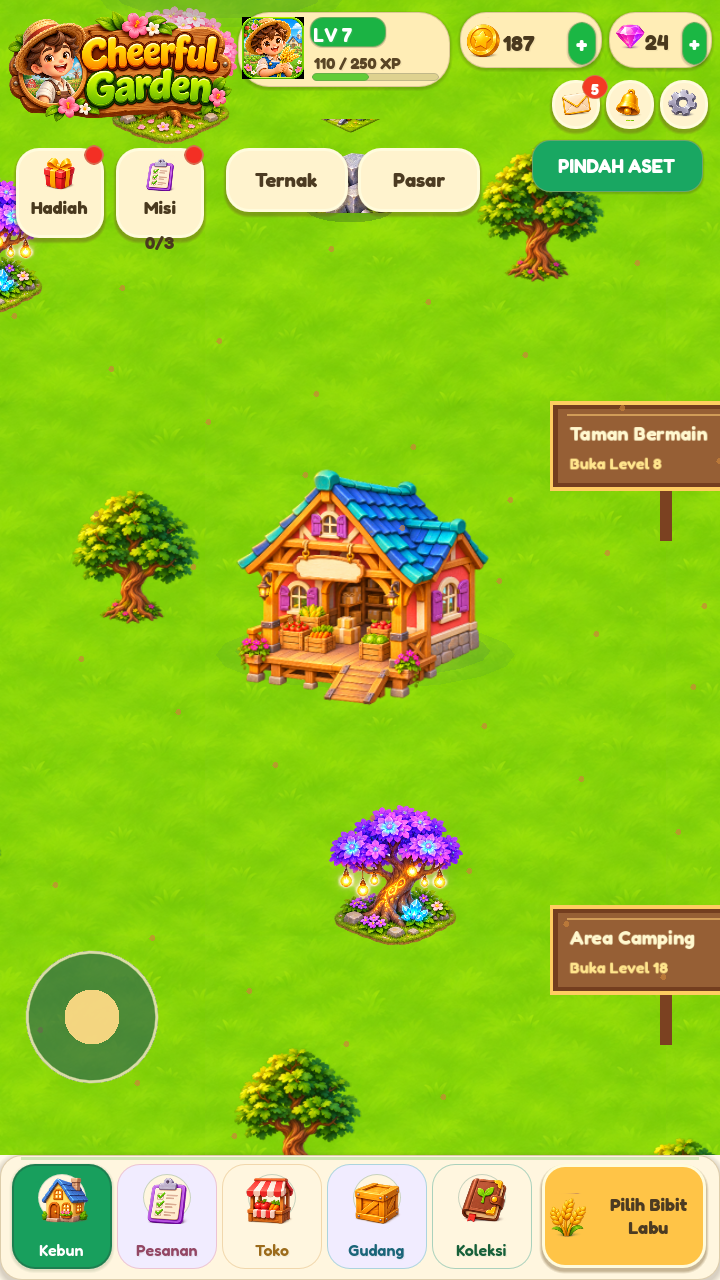 Cheerful
Garden
LV 7
110 / 250 XP
187
+
24
+
5
Hadiah
Misi
0/3
Ternak
Pasar
PINDAH ASET
Taman Bermain
Buka Level 8
Area Camping
Buka Level 18
Kebun
Pesanan
Toko
Gudang
Koleksi
Pilih Bibit
Labu